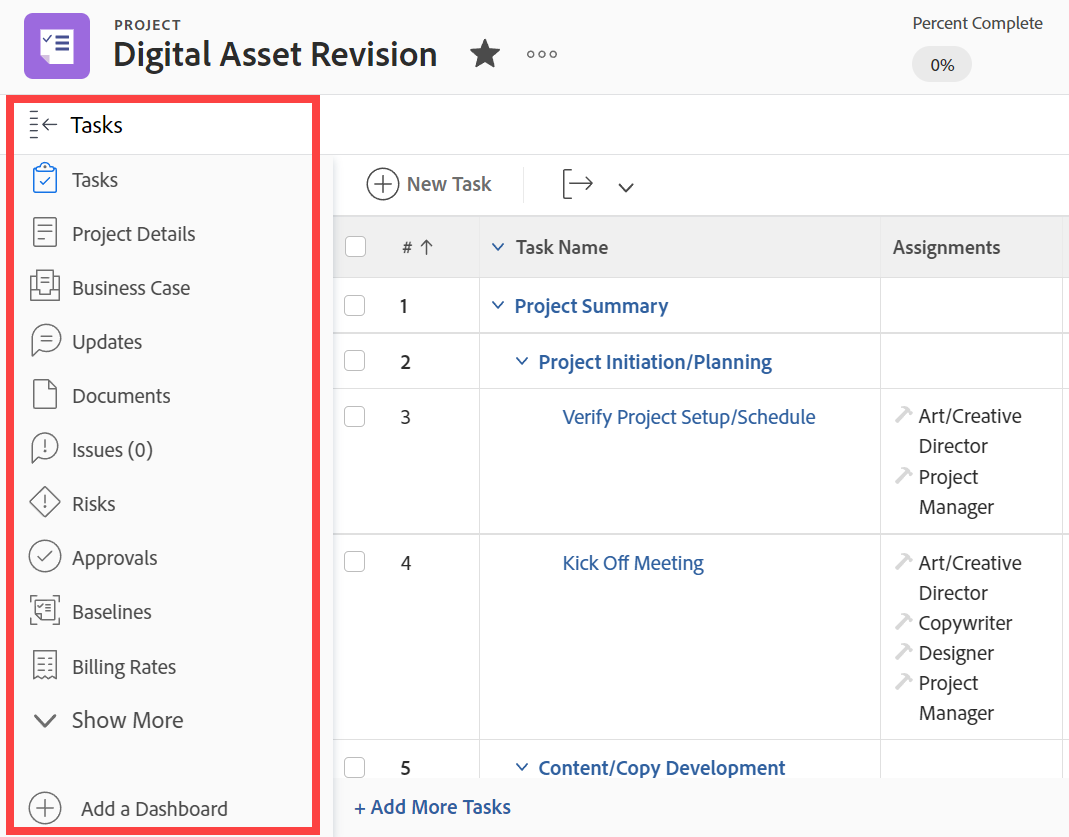 PROJECT
Digital Asset Revision
Percent Complete
0%
Tasks
Tasks
Project Details
Business Case
Updates
Documents
Issues (0)
Risks
Approvals
Baselines
Billing Rates
Show More
Add a Dashboard
New Task
# Task Name Assignments
1 Project Summary
2 Project Initiation/Planning
3 Verify Project Setup/Schedule Art/Creative
Director
Project
Manager
4 Kick Off Meeting Art/Creative
Director
Copywriter
Designer
Project
Manager
5 Content/Copy Development
+ Add More Tasks